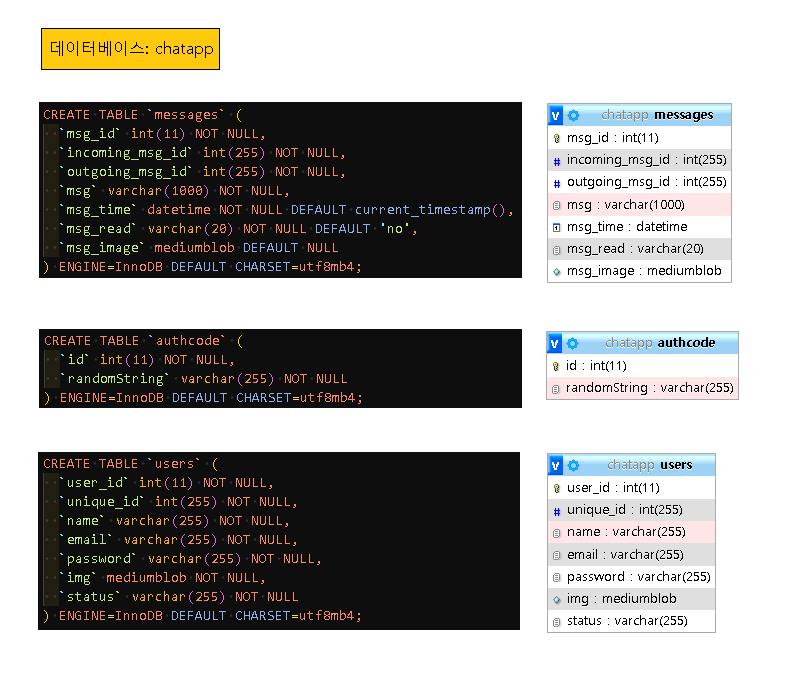 데이터베이스: chatapp
CREATE TABLE `messages` (
`msg_id` int(11) NOT NULL,
`incoming_msg_id` int(255) NOT NULL,
`outgoing_msg_id` int(255) NOT NULL,
`msg` varchar(1000) NOT NULL,
`msg_time` datetime NOT NULL DEFAULT current_timestamp(),
`msg_read` varchar(20) NOT NULL DEFAULT 'no',
`msg_image` mediumblob DEFAULT NULL
) ENGINE=InnoDB DEFAULT CHARSET=utf8mb4;
v chatapp messages
msg_id : int(11)
# incoming_msg_id : int(255)
# outgoing_msg_id : int(255)
msg : varchar(1000)
msg_time : datetime
msg_read : varchar(20)
msg_image : mediumblob
CREATE TABLE `authcode` (
`id` int(11) NOT NULL,
`randomString` varchar(255) NOT NULL
) ENGINE=InnoDB DEFAULT CHARSET=utf8mb4;
v chatapp authcode
id : int(11)
randomString : varchar(255)
CREATE TABLE `users` (
`user_id` int(11) NOT NULL,
`unique_id` int(255) NOT NULL,
`name` varchar(255) NOT NULL,
`email` varchar(255) NOT NULL,
`password` varchar(255) NOT NULL,
`img` mediumblob NOT NULL,
`status` varchar(255) NOT NULL
) ENGINE=InnoDB DEFAULT CHARSET=utf8mb4;
v chatapp users
user_id : int(11)
# unique_id : int(255)
name : varchar(255)
email : varchar(255)
password : varchar(255)
img : mediumblob
status : varchar(255)